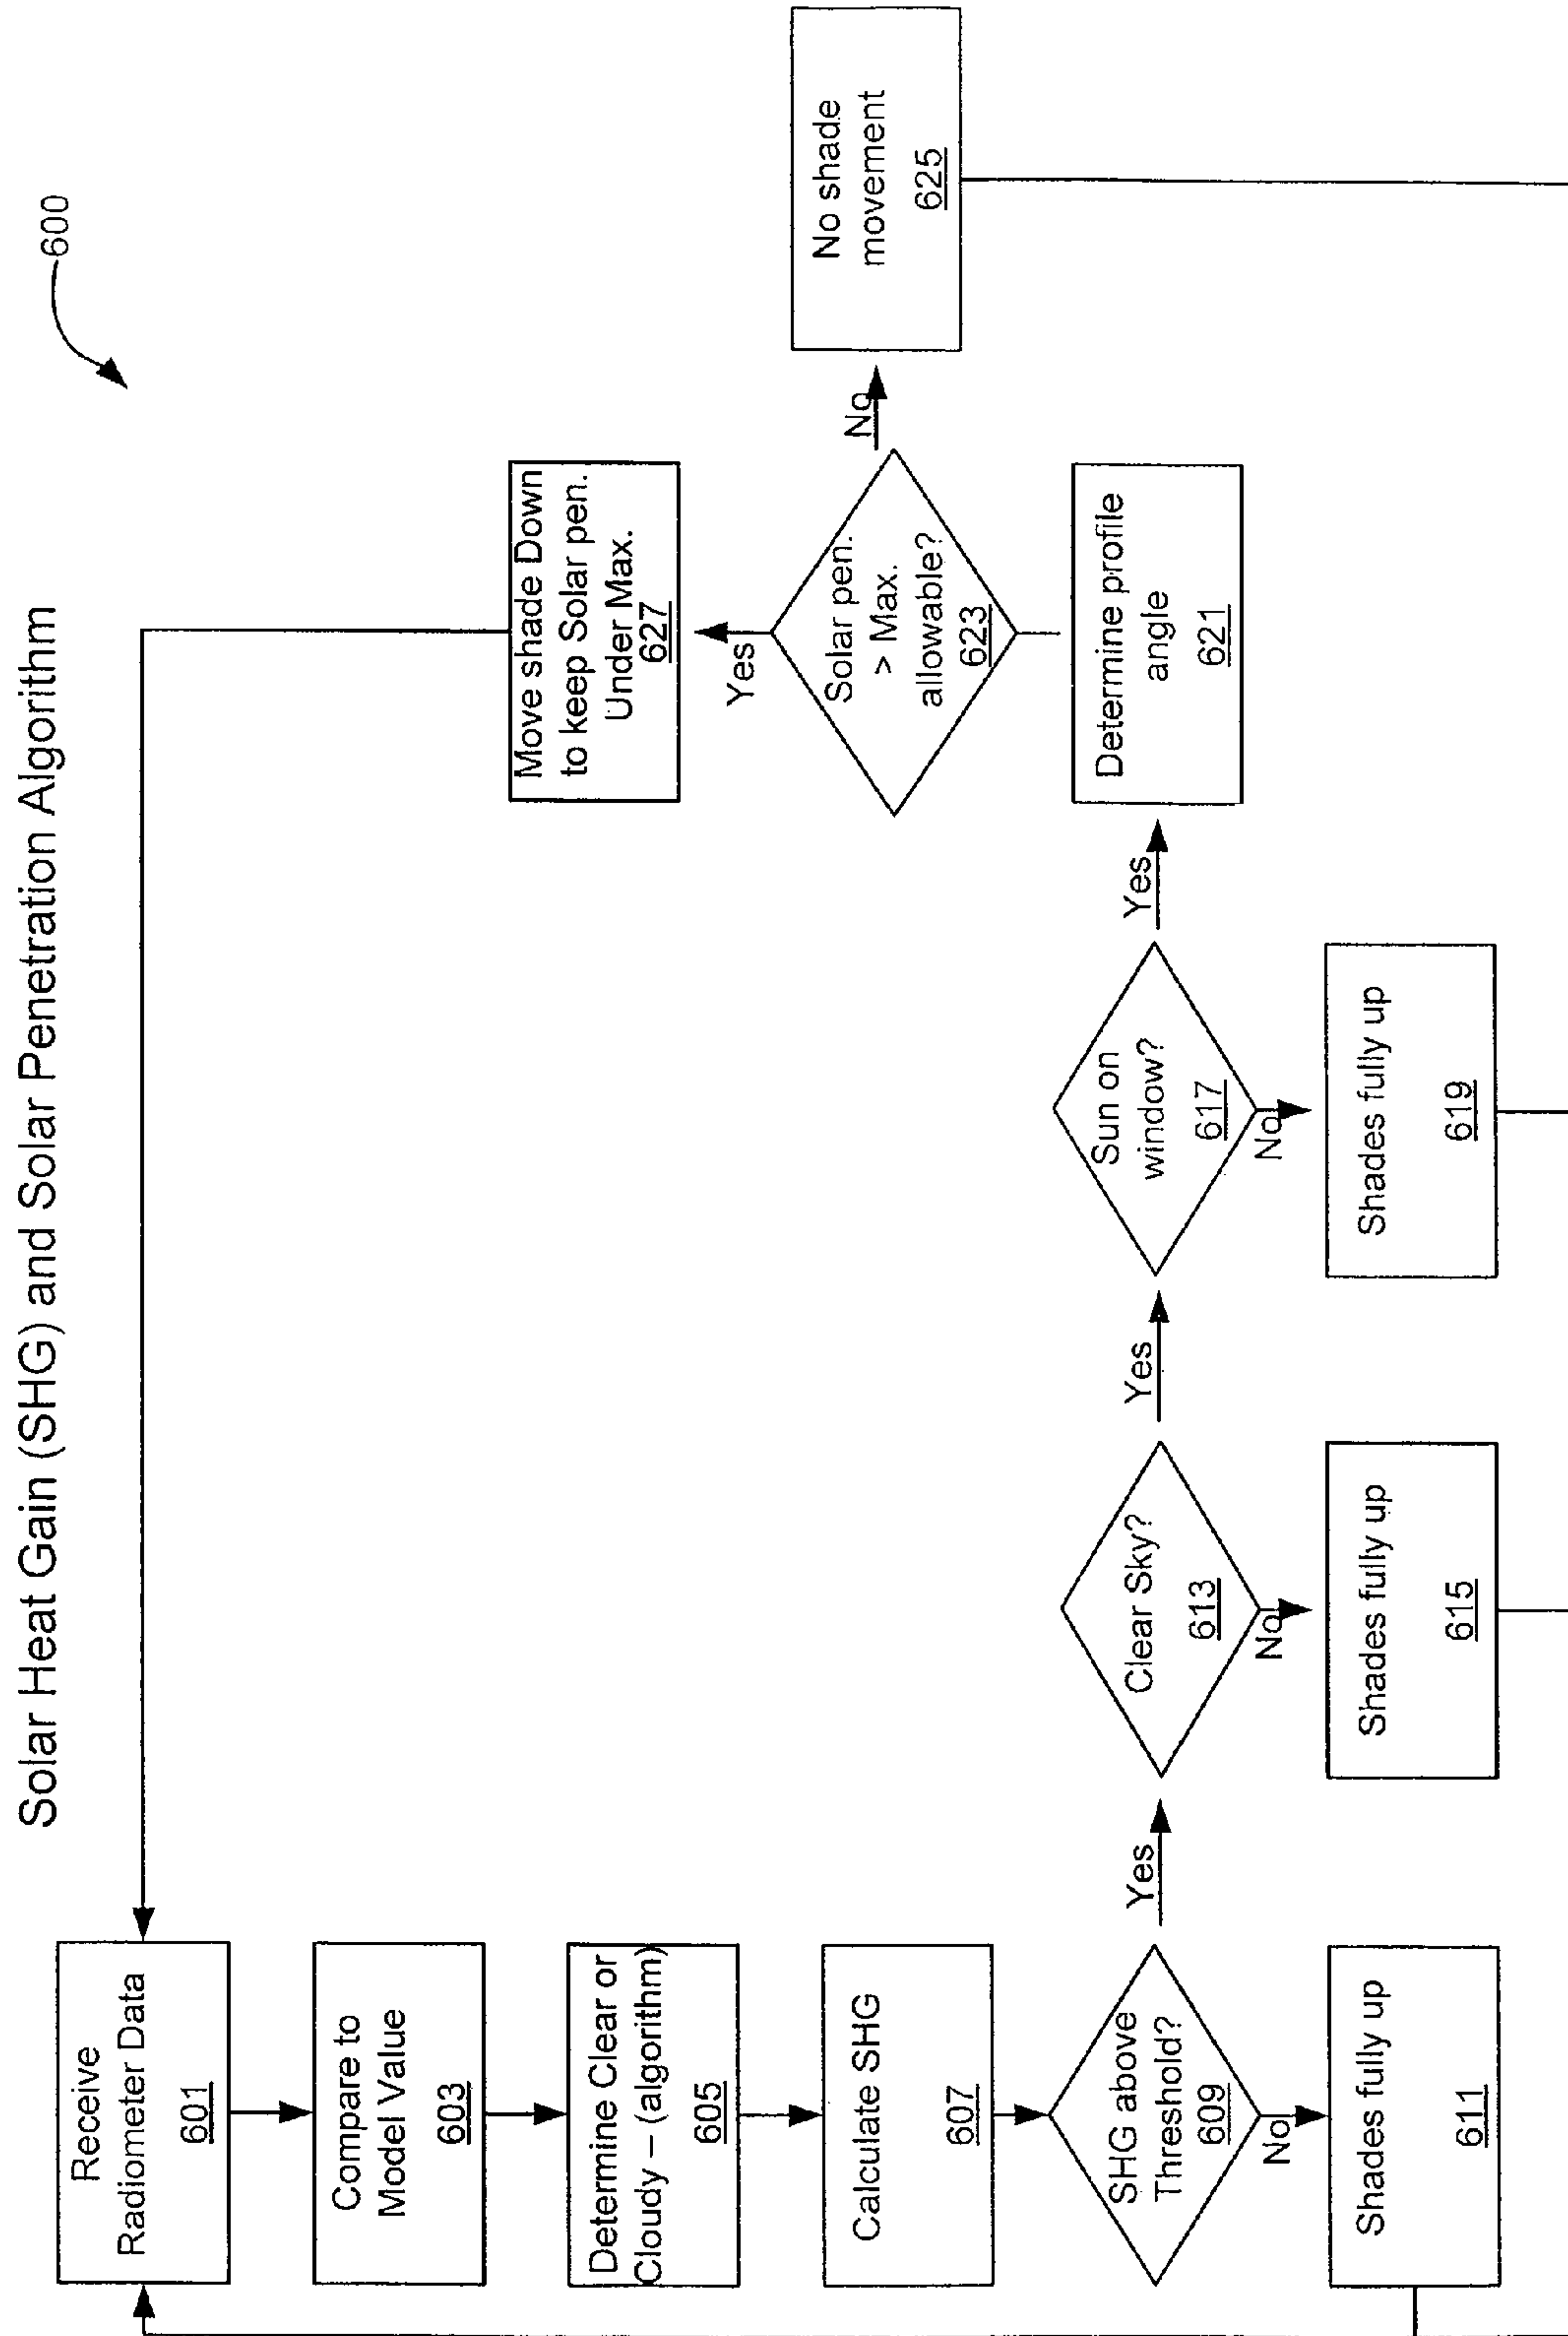 Solar Heat Gain (SHG) and Solar Penetration Algorithm
600
Receive
Radiometer Data
601
Compare to
Model Value
603
Determine Clear or
Cloudy – (algorithm)
605
Calculate SHG
607
SHG above
Threshold?
609
No
Shades fully up
611
Yes
Clear Sky?
613
No
Shades fully up
615
Yes
Sun on
window?
617
No
Shades fully up
619
Yes
Determine profile
angle
621
Solar pen.
> Max.
allowable?
623
Yes
Move shade Down
to keep Solar pen.
Under Max.
627
No
No shade
movement
625